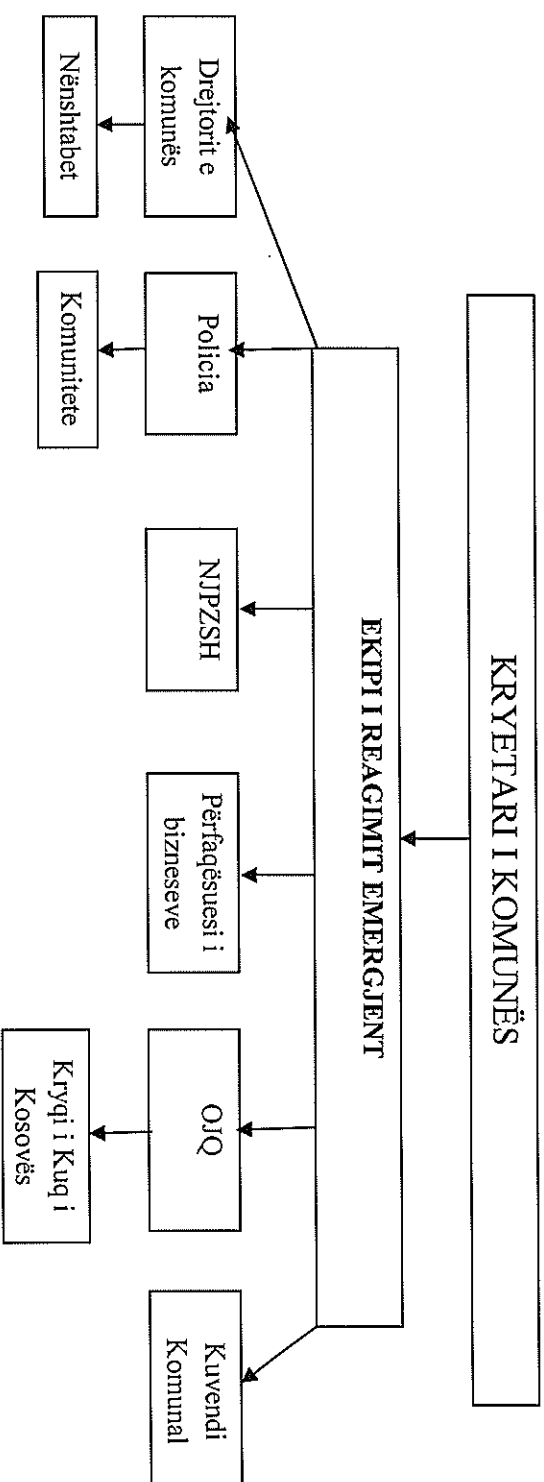 KRYETARI I KOMUNËS
EKIPI I REAGIMIT EMERGJENT
Drejtorit e
komunës
Policia
NJPZSH
Përfaqësuesi i
bizneseve
OJQ
Kuvendi
Komunal
Nënshtabet
Komunitete
Kryqi i Kuq i
Kosovës